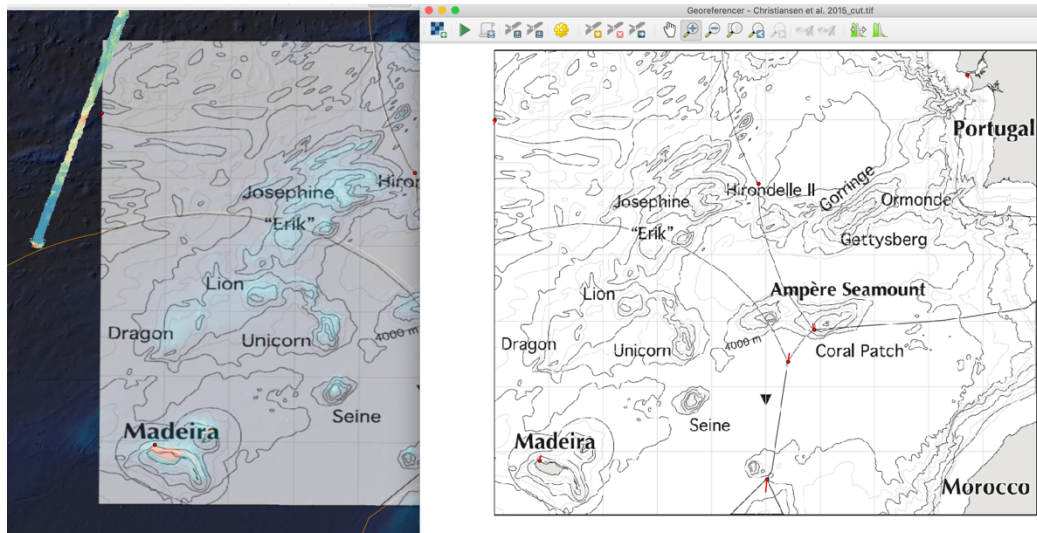 Georeferencer - Christiansen et al. 2015_cut.tif
Josephine
Hiron
"Erik"
Lion
Dragon
Unicorn
4000 m
Seine
Madeira
Portugal
Gorringe
Hirondelle II
Josephine
Ormonde
"Erik"
Gettysberg
Lion
Ampère Seamount
Dragon
Unicorn
4000 m
Coral Patch
Seine
Madeira
Morocco